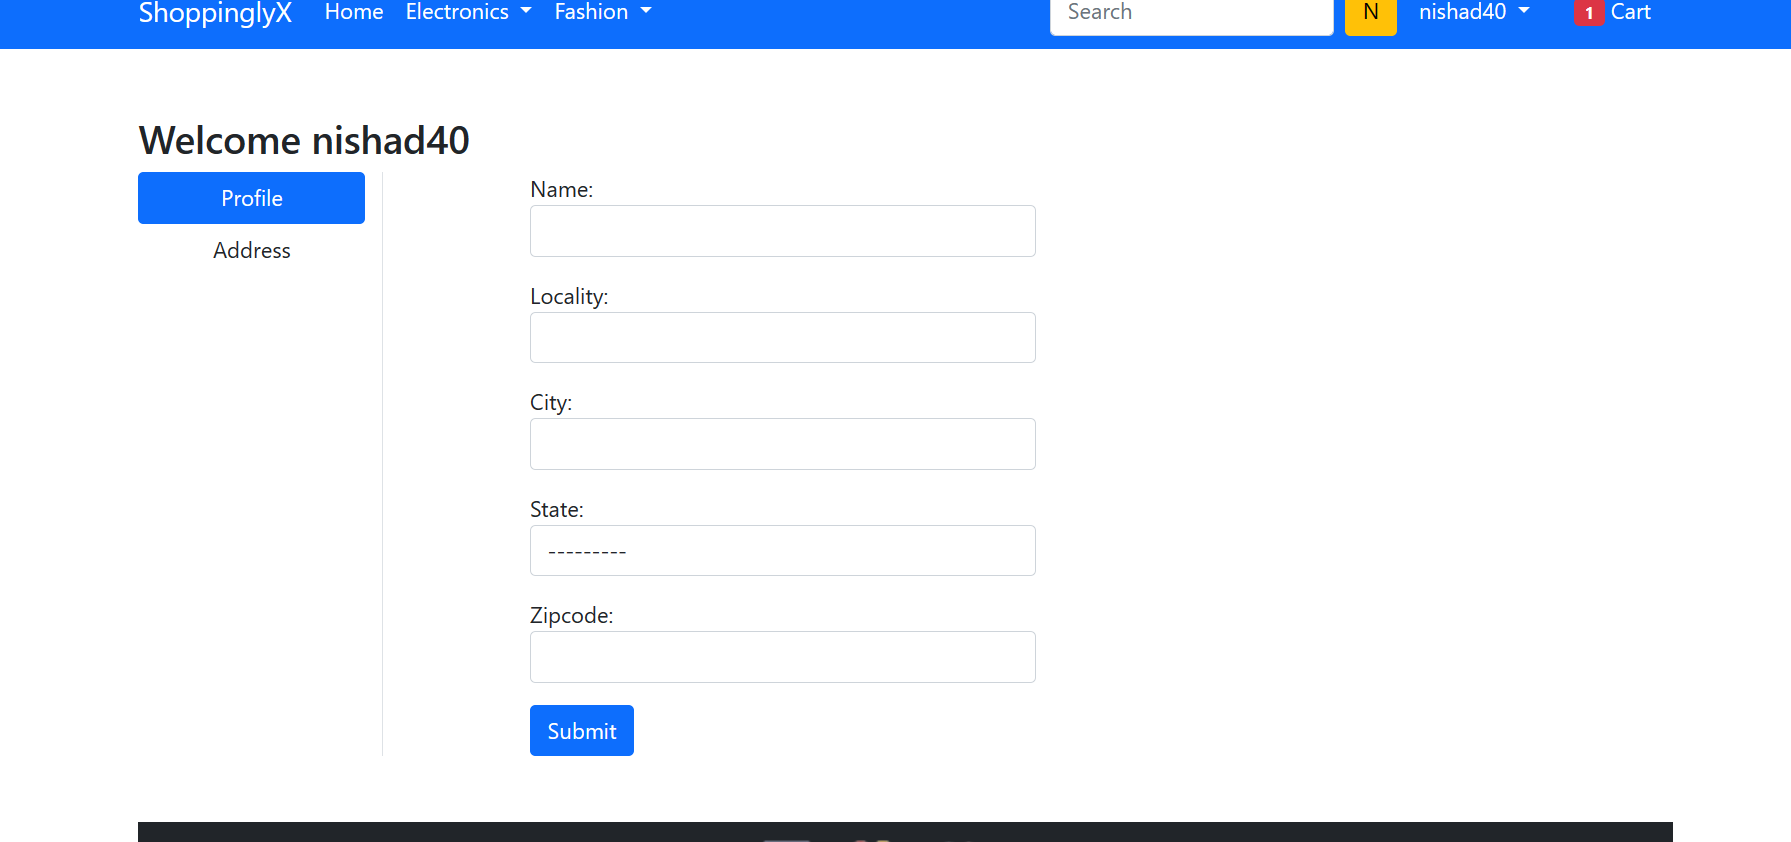 ShoppinglyX Home Electronics Fashion Search N nishad40 1 Cart
Welcome nishad40
Profile
Address
Name:
Locality:
City:
State:
---------
Zipcode:
Submit